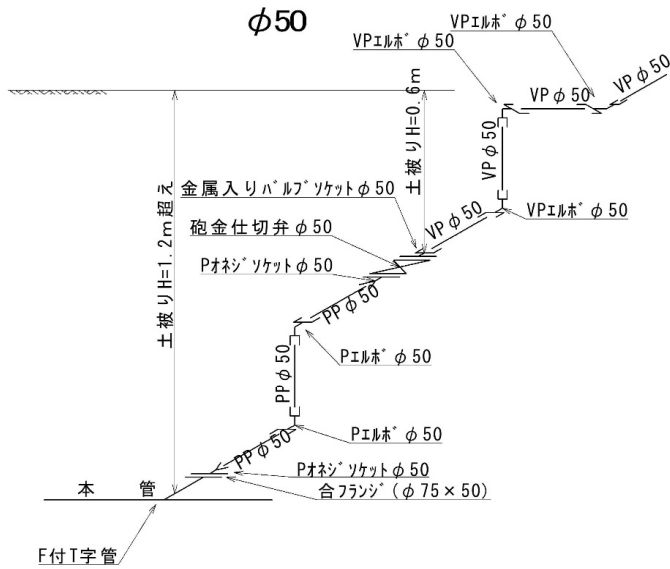 φ50
VPエルボφ50
VPエルボφ50
VPφ50
VPφ50
VPφ50
土被りH=0.6m
土被りH=1.2m超え
金属入りバルブソケットφ50
VPφ50
VPエルボφ50
砲金仕切弁φ50
Pオネジソケットφ50
PPφ50
Pエルボφ50
PPφ50
Pエルボφ50
PPφ50
Pオネジソケットφ50
合フランジ(φ75×50)
本 管
F付T字管